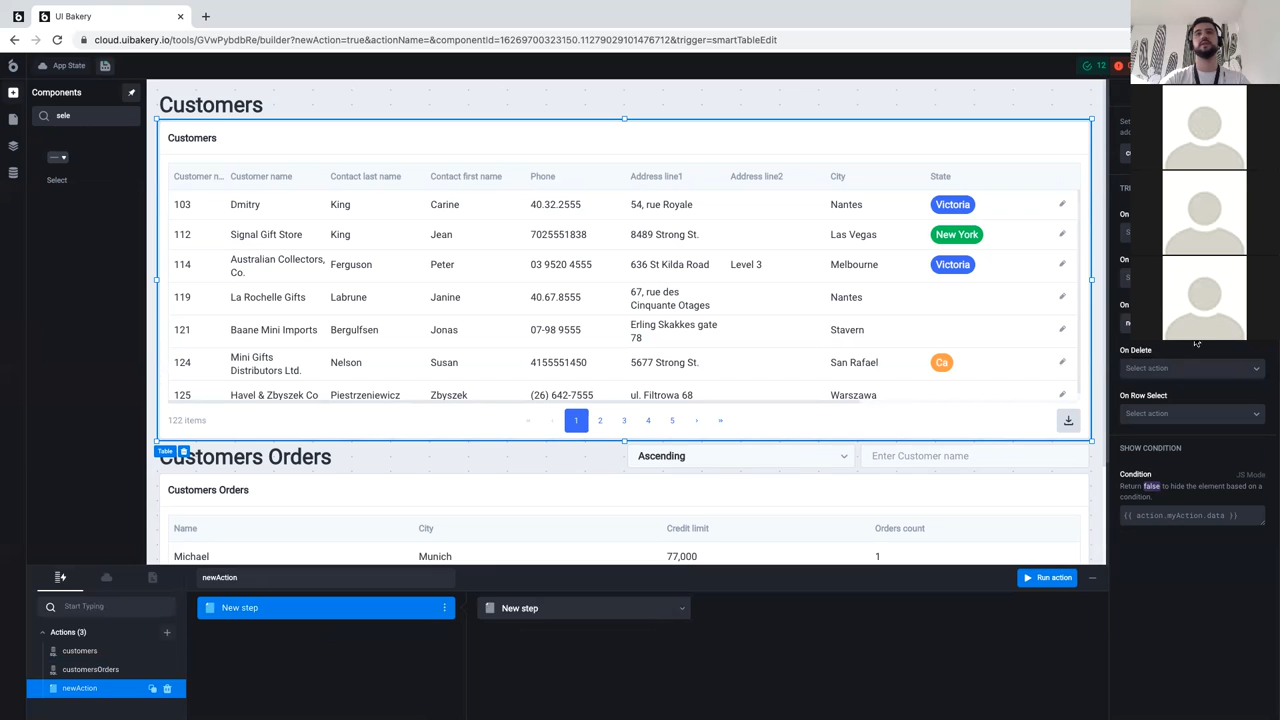 UI Bakery
cloud.uibakery.io/tools/GVwPybdbRe/builder?newAction=true&actionName=&componentId=16269700323150.11279029101476712&trigger=smartTableEdit
App State
12
Components
sele
Select
Customers
Customers
Customer n... Customer name Contact last name Contact first name Phone Address line1 Address line2 City State
103 Dmitry King Carine 40.32.2555 54, rue Royale Nantes Victoria
112 Signal Gift Store King Jean 7025551838 8489 Strong St. Las Vegas New York
114 Australian Collectors, Co. Ferguson Peter 03 9520 4555 636 St Kilda Road Level 3 Melbourne Victoria
119 La Rochelle Gifts Labrune Janine 40.67.8555 67, rue des Cinquante Otages Nantes
121 Baane Mini Imports Bergulfsen Jonas 07-98 9555 Erling Skakkes gate 78 Stavern
124 Mini Gifts Distributors Ltd. Nelson Susan 4155551450 5677 Strong St. San Rafael Ca
125 Havel & Zbyszek Co Piestrzeniewicz Zbyszek (26) 642-7555 ul. Filtrowa 68 Warszawa
122 items « ‹ 1 2 3 4 5 › »
Table
Customers Orders
Ascending
Enter Customer name
Customers Orders
Name City Credit limit Orders count
Michael Munich 77,000 1
On
On
On
On Delete
Select action
On Row Select
Select action
SHOW CONDITION
Condition JS Mode
Return false to hide the element based on a
condition.
{{ action.myAction.data }}
newAction
Run action
Start Typing
New step
New step
Actions (3)
customers
customersOrders
newAction